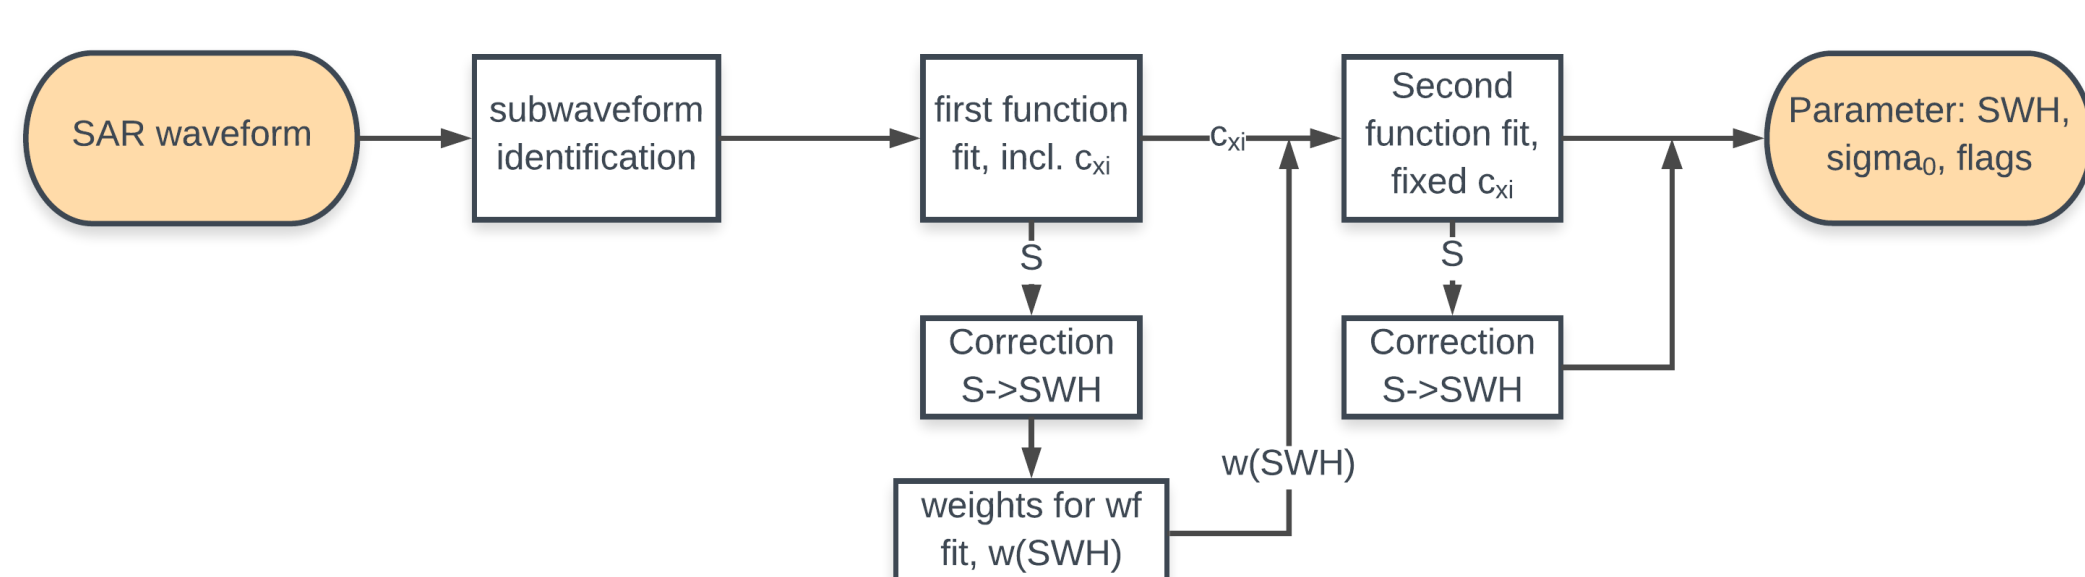 SAR waveform
subwaveform
identification
first function
fit, incl. cxi
cxi
Second
function fit,
fixed cxi
Parameter: SWH,
sigma0, flags
S
S
Correction
S->SWH
Correction
S->SWH
w(SWH)
weights for wf
fit, w(SWH)